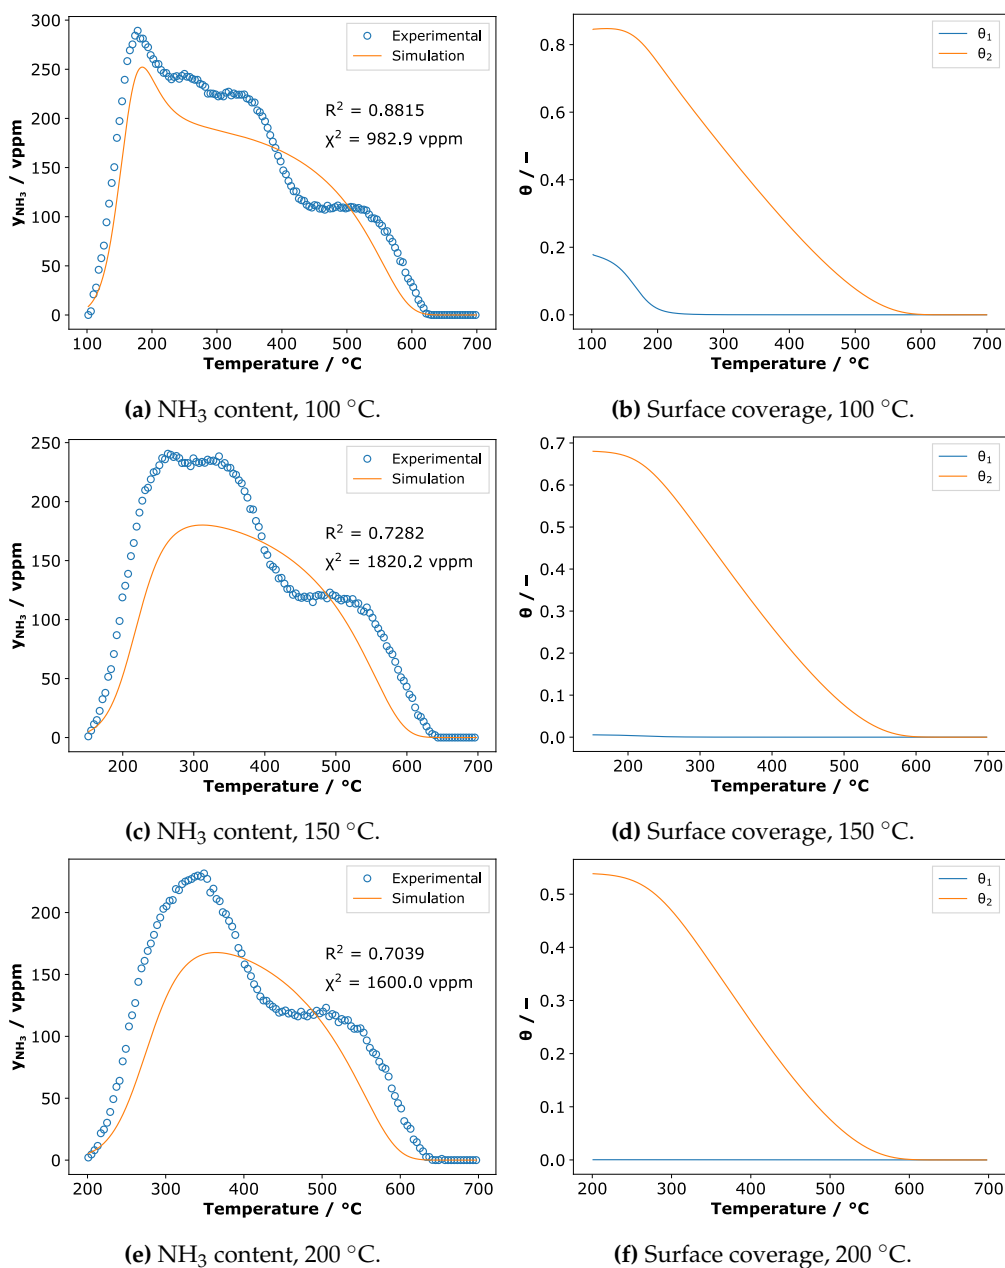 300
250
200
150
100
50
0
y_NH₃ / vppm
Experimental
Simulation
R² = 0.8815
χ² = 982.9 vppm
100 200 300 400 500 600 700
Temperature / °C
0.8
0.6
0.4
0.2
0.0
θ / −
θ₁
θ₂
100 200 300 400 500 600 700
Temperature / °C
(a) NH₃ content, 100 °C.
(b) Surface coverage, 100 °C.
250
200
150
100
50
0
y_NH₃ / vppm
Experimental
Simulation
R² = 0.7282
χ² = 1820.2 vppm
200 300 400 500 600 700
Temperature / °C
0.7
0.6
0.5
0.4
0.3
0.2
0.1
0.0
θ / −
θ₁
θ₂
200 300 400 500 600 700
Temperature / °C
(c) NH₃ content, 150 °C.
(d) Surface coverage, 150 °C.
200
150
100
50
0
y_NH₃ / vppm
Experimental
Simulation
R² = 0.7039
χ² = 1600.0 vppm
200 300 400 500 600 700
Temperature / °C
0.5
0.4
0.3
0.2
0.1
0.0
θ / −
θ₁
θ₂
200 300 400 500 600 700
Temperature / °C
(e) NH₃ content, 200 °C.
(f) Surface coverage, 200 °C.